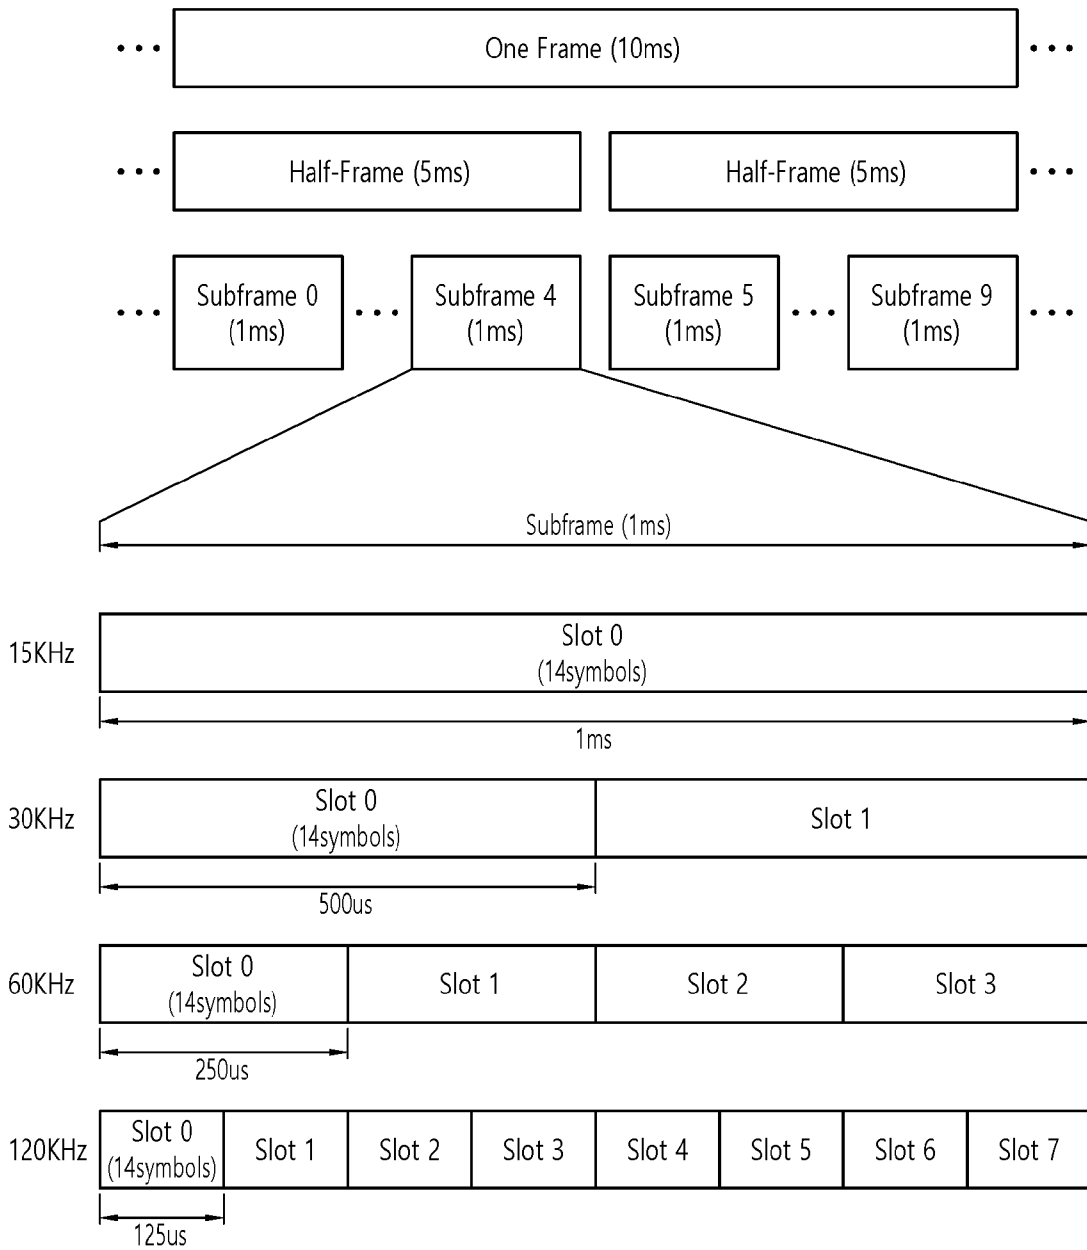 One Frame (10ms)
Half-Frame (5ms)
Half-Frame (5ms)
Subframe 0
(1ms)
Subframe 4
(1ms)
Subframe 5
(1ms)
Subframe 9
(1ms)
Subframe (1ms)
15KHz
Slot 0
(14symbols)
1ms
30KHz
Slot 0
(14symbols)
Slot 1
500us
60KHz
Slot 0
(14symbols)
Slot 1
Slot 2
Slot 3
250us
120KHz
Slot 0
(14symbols)
Slot 1
Slot 2
Slot 3
Slot 4
Slot 5
Slot 6
Slot 7
125us